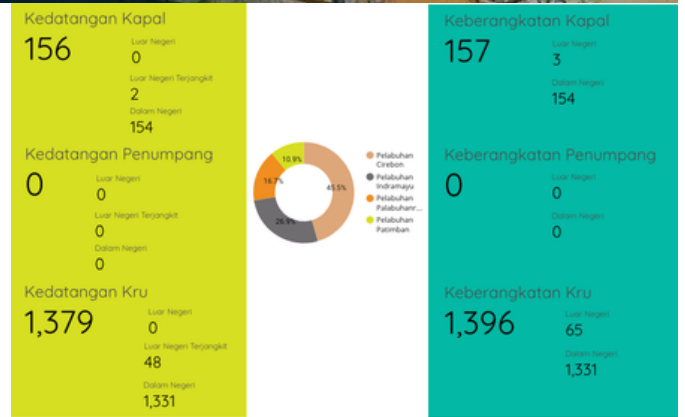 Kedatangan Kapal
156
Luar Negeri
0
Luar Negeri Terjangkit
2
Dalam Negeri
154
Kedatangan Penumpang
0
Luar Negeri
0
Luar Negeri Terjangkit
0
Dalam Negeri
0
Kedatangan Kru
1,379
Luar Negeri
0
Luar Negeri Terjangkit
48
Dalam Negeri
1,331
10.9%
16.7%
45.5%
26.9%
Pelabuhan
Cirebon
Pelabuhan
Indramayu
Pelabuhan
Palabuhanr...
Pelabuhan
Patimban
Keberangkatan Kapal
157
Luar Negeri
3
Dalam Negeri
154
Keberangkatan Penumpang
0
Luar Negeri
0
Dalam Negeri
0
Keberangkatan Kru
1,396
Luar Negeri
65
Dalam Negeri
1,331